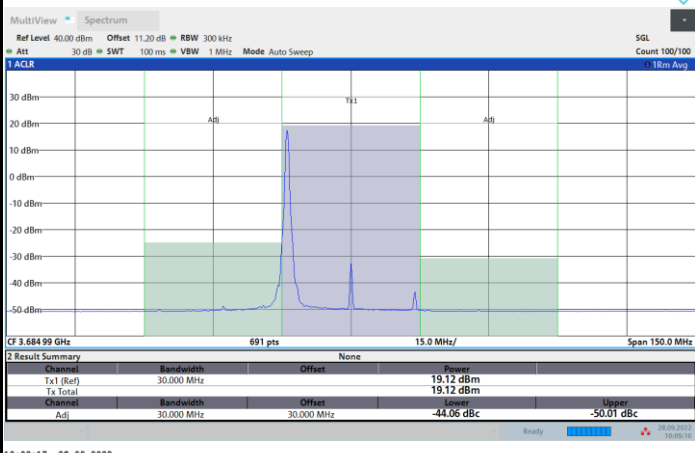 MultiView Spectrum
Ref Level 40.00 dBm Offset 11.20 dB RBW 300 kHz SGL
Att 30 dB SWT 100 ms VBW 1 MHz Mode Auto Sweep Count 100/100
1 ACLR 1Rm Avg
30 dBm
Tx1
20 dBm Adj Adj
10 dBm
0 dBm
-10 dBm
-20 dBm
-30 dBm
-40 dBm
-50 dBm
CF 3.684 99 GHz 691 pts 15.0 MHz/ Span 150.0 MHz
2 Result Summary None
Channel Bandwidth Offset Power
Tx1 (Ref) 30.000 MHz 19.12 dBm
Tx Total 19.12 dBm
Channel Bandwidth Offset Lower Upper
Adj 30.000 MHz 30.000 MHz -44.06 dBc -50.01 dBc
Ready 28.09.2022
10:09:16